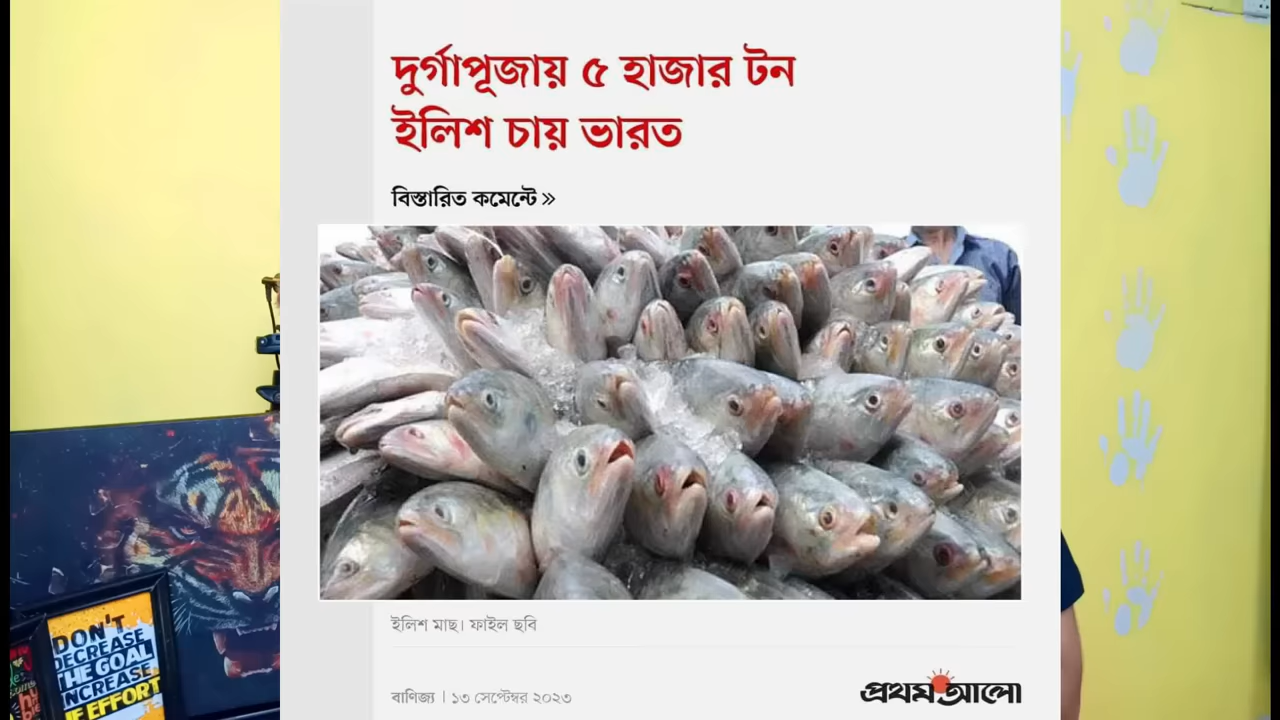 দুর্গাপূজায় ৫ হাজার টন
ইলিশ চায় ভারত
বিস্তারিত কমেন্টে »
ইলিশ মাছ। ফাইল ছবি
বাণিজ্য | ১৩ সেপ্টেম্বর ২০২৩
প্রথম আলো
DON'T
DECREASE
THE GOAL
INCREASE
THE EFFORT